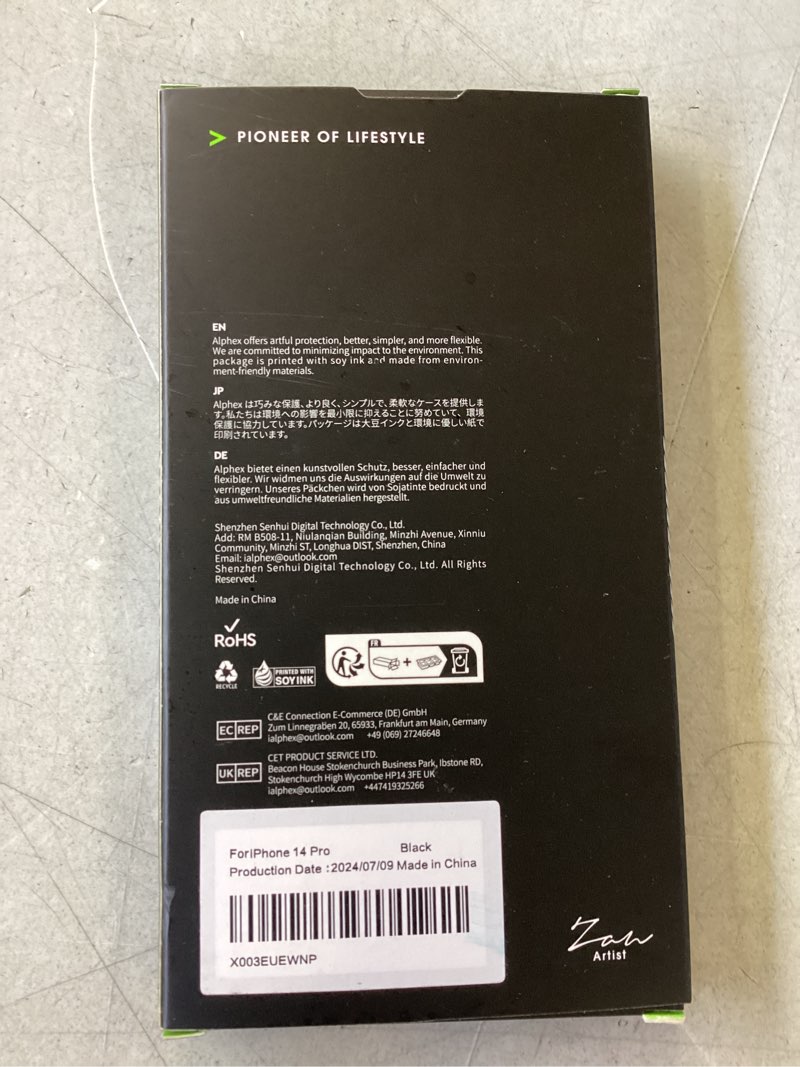 > PIONEER OF LIFESTYLE
EN
Alphex offers artful protection, better, simpler, and more flexible.
We are committed to minimizing impact to the environment. This
package is printed with soy ink and made from environ-
ment-friendly materials.
JP
Alphex は巧みな保護、より良く、シンプルで、柔軟なケースを提供しま
す。私たちは環境への影響を最小限に抑えることに努めていて、環境
保護に協力しています。パッケージは大豆インクと環境に優しい紙で
印刷されています。
DE
Alphex bietet einen kunstvollen Schutz, besser, einfacher und
flexibler. Wir widmen uns die Auswirkungen auf die Umwelt zu
verringern. Unseres Päckchen wird von Sojatinte bedruckt und
aus umweltfreundliche Materialien hergestellt.
Shenzhen Senhui Digital Technology Co., Ltd.
Add: RM B508-11, Niulanqian Building, Minzhi Avenue, Xinniu
Community, Minzhi ST, Longhua DIST, Shenzhen, China
Email: ialphex@outlook.com
Shenzhen Senhui Digital Technology Co., Ltd. All Rights
Reserved.
Made in China
RoHS
FR
RECYCLE
PRINTED WITH
SOY INK
EC REP
C&E Connection E-Commerce (DE) GmbH
Zum Linnegraben 20, 65933, Frankfurt am Main, Germany
ialphex@outlook.com +49 (069) 27246648
UK REP
CET PRODUCT SERVICE LTD.
Beacon House Stokenchurch Business Park, Ibstone RD,
Stokenchurch High Wycombe HP14 3FE UK
ialphex@outlook.com +447419325266
ForiPhone 14 Pro Black
Production Date :2024/07/09 Made in China
X003EUEWNP
Zah
Artist